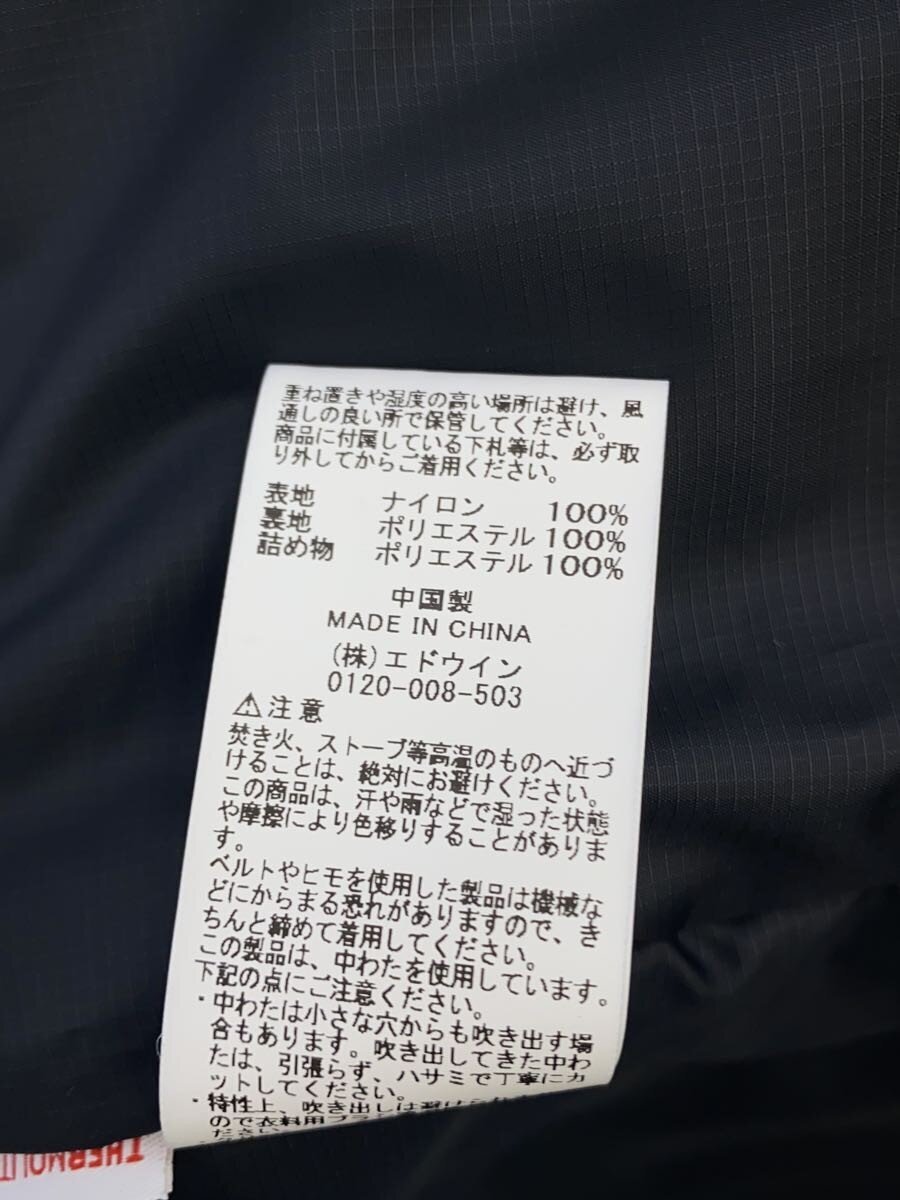 重ね置きや湿度の高い場所は避け、風
通しの良い所で保管してください。
商品に付属している下札等は、必ず取
り外してからご着用ください。
表地 ナイロン 100%
裏地 ポリエステル 100%
詰め物 ポリエステル 100%
中国製
MADE IN CHINA
(株)エドウイン
0120-008-503
⚠注意
焚き火、ストーブ等高温のものへ近づ
けることは、絶対にお避けください。
この商品は、汗や雨などで湿った状態
や摩擦により色移りすることがありま
す。
ベルトやヒモを使用した製品は機械な
どにからまる恐れがありますので、き
ちんと締めて着用してください。
この製品は、中わたを使用しています。
下記の点にご注意ください。
・中わたは小さな穴からも吹き出す場
合もあります。吹き出してきた中わ
たは、引張らず、ハサミで丁寧にカ
ットしてください。
・特性上、吹き出しは避けら
ので衣料用ブラ
ださい
THERMOLIT